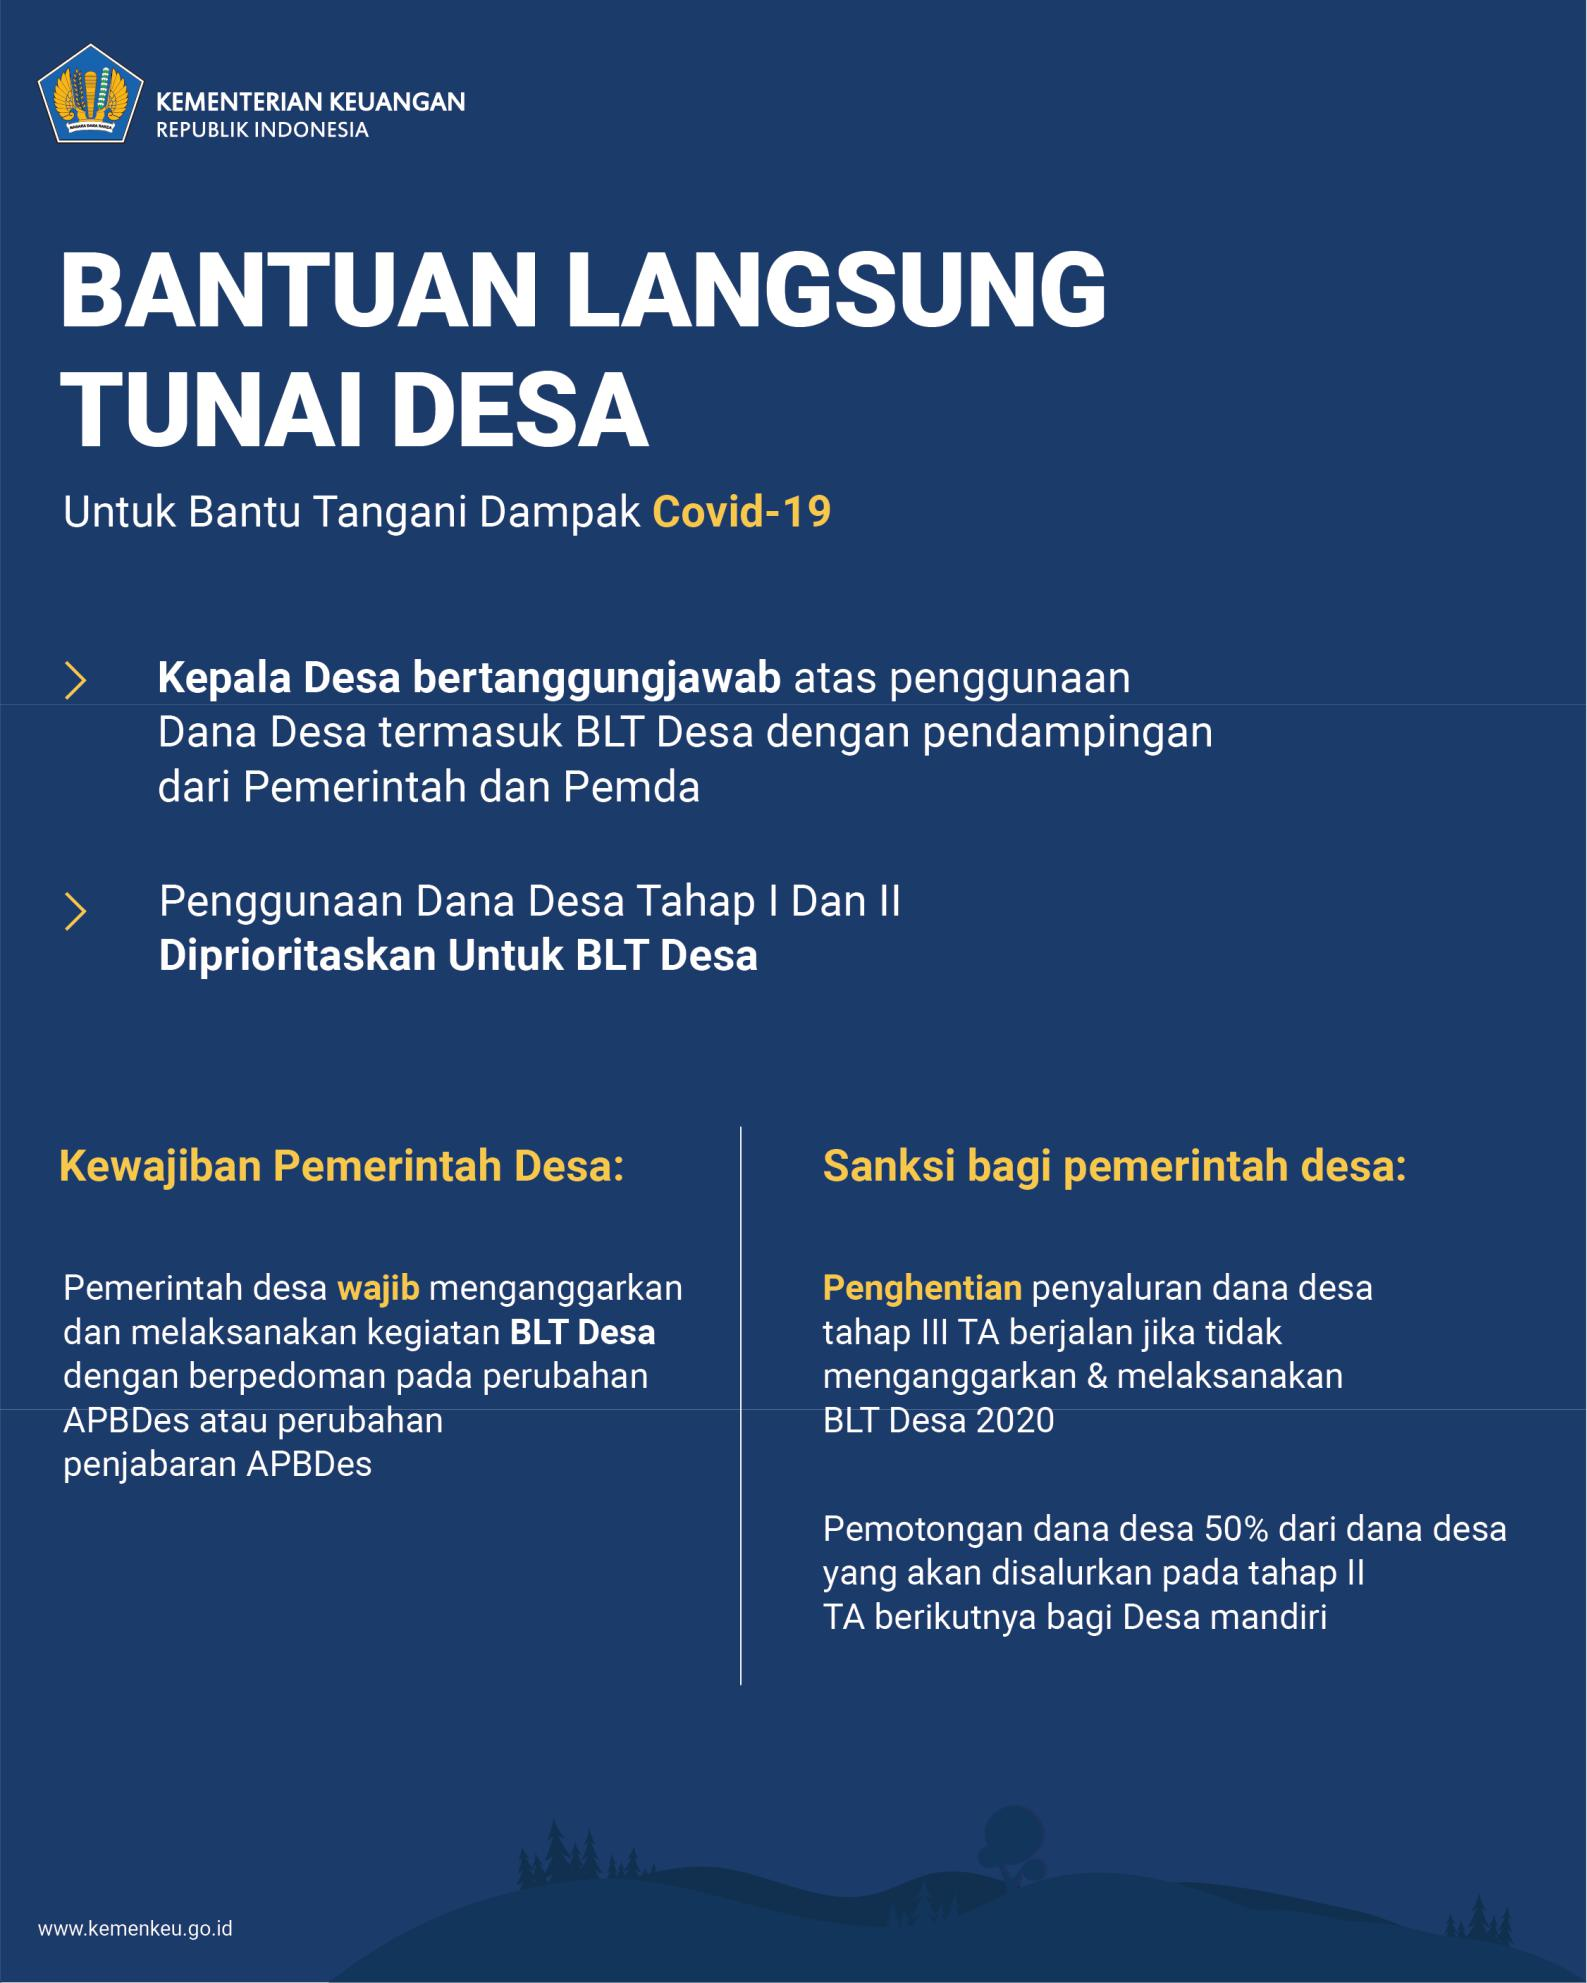 KEMENTERIAN KEUANGAN
REPUBLIK INDONESIA
BANTUAN LANGSUNG
TUNAI DESA
Untuk Bantu Tangani Dampak Covid-19
Kepala Desa bertanggungjawab atas penggunaan
Dana Desa termasuk BLT Desa dengan pendampingan
dari Pemerintah dan Pemda
Penggunaan Dana Desa Tahap I Dan II
Diprioritaskan Untuk BLT Desa
Kewajiban Pemerintah Desa:
Pemerintah desa wajib menganggarkan
dan melaksanakan kegiatan BLT Desa
dengan berpedoman pada perubahan
APBDes atau perubahan
penjabaran APBDes
Sanksi bagi pemerintah desa:
Penghentian penyaluran dana desa
tahap III TA berjalan jika tidak
menganggarkan & melaksanakan
BLT Desa 2020
Pemotongan dana desa 50% dari dana desa
yang akan disalurkan pada tahap II
TA berikutnya bagi Desa mandiri
www.kemenkeu.go.id